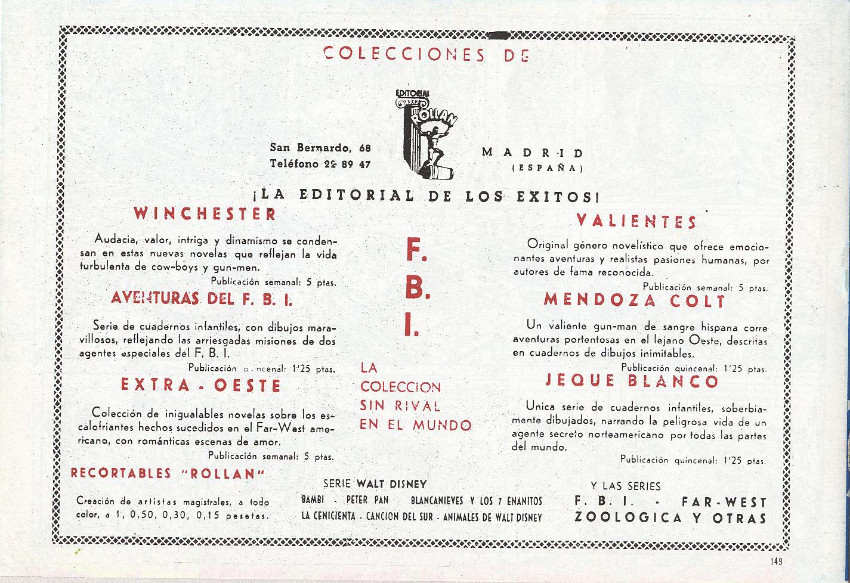 COLECCIONES DE
EDITORIAL
ROLLAN
San Bernardo, 68
Teléfono 22 89 47
MADRID
(ESPAÑA)
¡LA EDITORIAL DE LOS EXITOS!
WINCHESTER
Audacia, valor, intriga y dinamismo se conden-
san en estas nuevas novelas que reflejan la vida
turbulenta de cow-boys y gun-men.
Publicación semanal: 5 ptas.
AVENTURAS DEL F. B. I.
Serie de cuadernos infantiles, con dibujos mara-
villosos, reflejando las arriesgadas misiones de dos
agentes especiales del F. B. I.
Publicación quincenal: 1'25 ptas.
EXTRA - OESTE
Colección de inigualables novelas sobre los es-
calofriantes hechos sucedidos en el Far-West ame-
ricano, con románticas escenas de amor.
Publicación semanal: 5 ptas.
RECORTABLES "ROLLAN"
Creación de artistas magistrales, a todo
color, a 1, 0,50, 0,30, 0,15 pesetas.
F.
B.
I.
LA
COLECCION
SIN RIVAL
EN EL MUNDO
SERIE WALT DISNEY
BAMBI - PETER PAN - BLANCANIEVES Y LOS 7 ENANITOS
LA CENICIENTA - CANCION DEL SUR - ANIMALES DE WALT DISNEY
VALIENTES
Original género novelístico que ofrece emocio-
nantes aventuras y realistas pasiones humanas, por
autores de fama reconocida.
Publicación semanal: 5 ptas.
MENDOZA COLT
Un valiente gun-man de sangre hispana corre
aventuras portentosas en el lejano Oeste, descritas
en cuadernos de dibujos inimitables.
Publicación quincenal: 1'25 ptas.
JEQUE BLANCO
Unica serie de cuadernos infantiles, soberbia-
mente dibujados, narrando la peligrosa vida de un
agente secreto norteamericano por todas las partes
del mundo.
Publicación quincenal: 1'25 ptas.
Y LAS SERIES
F. B. I. - FAR-WEST
ZOOLOGICA Y OTRAS
149